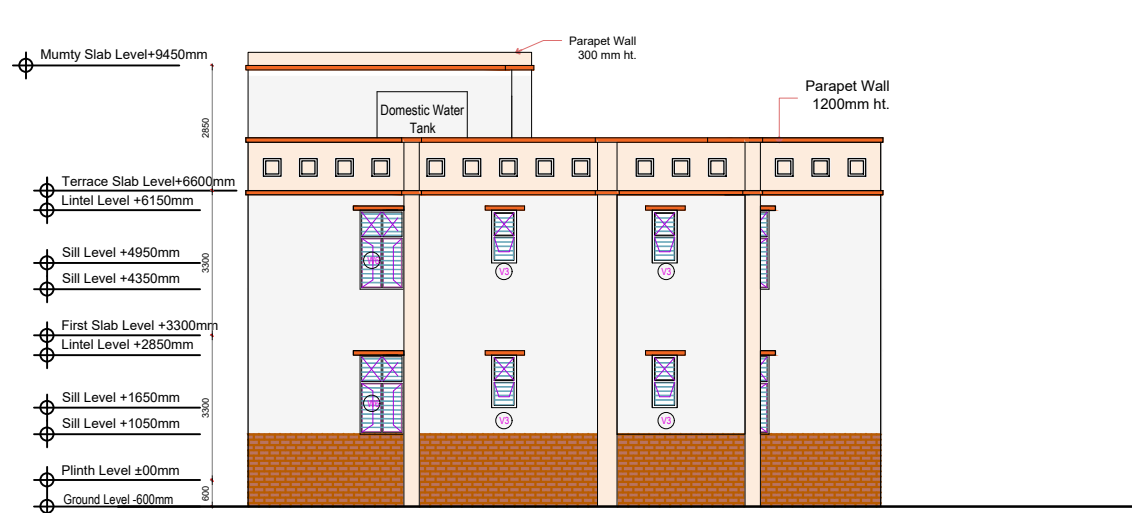 Parapet Wall
300 mm ht.
Mumty Slab Level+9450mm
Parapet Wall
1200mm ht.
Domestic Water
Tank
2850
Terrace Slab Level+6600mm
Lintel Level +6150mm
Sill Level +4950mm
3300
V3
V3
Sill Level +4350mm
First Slab Level +3300mm
Lintel Level +2850mm
Sill Level +1650mm
3300
V3
V3
Sill Level +1050mm
Plinth Level ±00mm
600
Ground Level -600mm